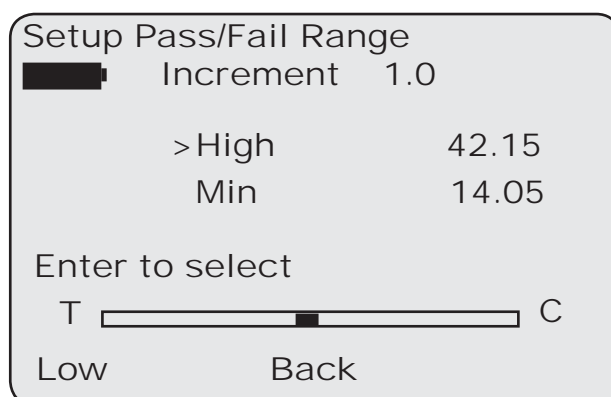 Setup Pass/Fail Range
Increment 1.0
>High 42.15
Min 14.05
Enter to select
T C
Low Back